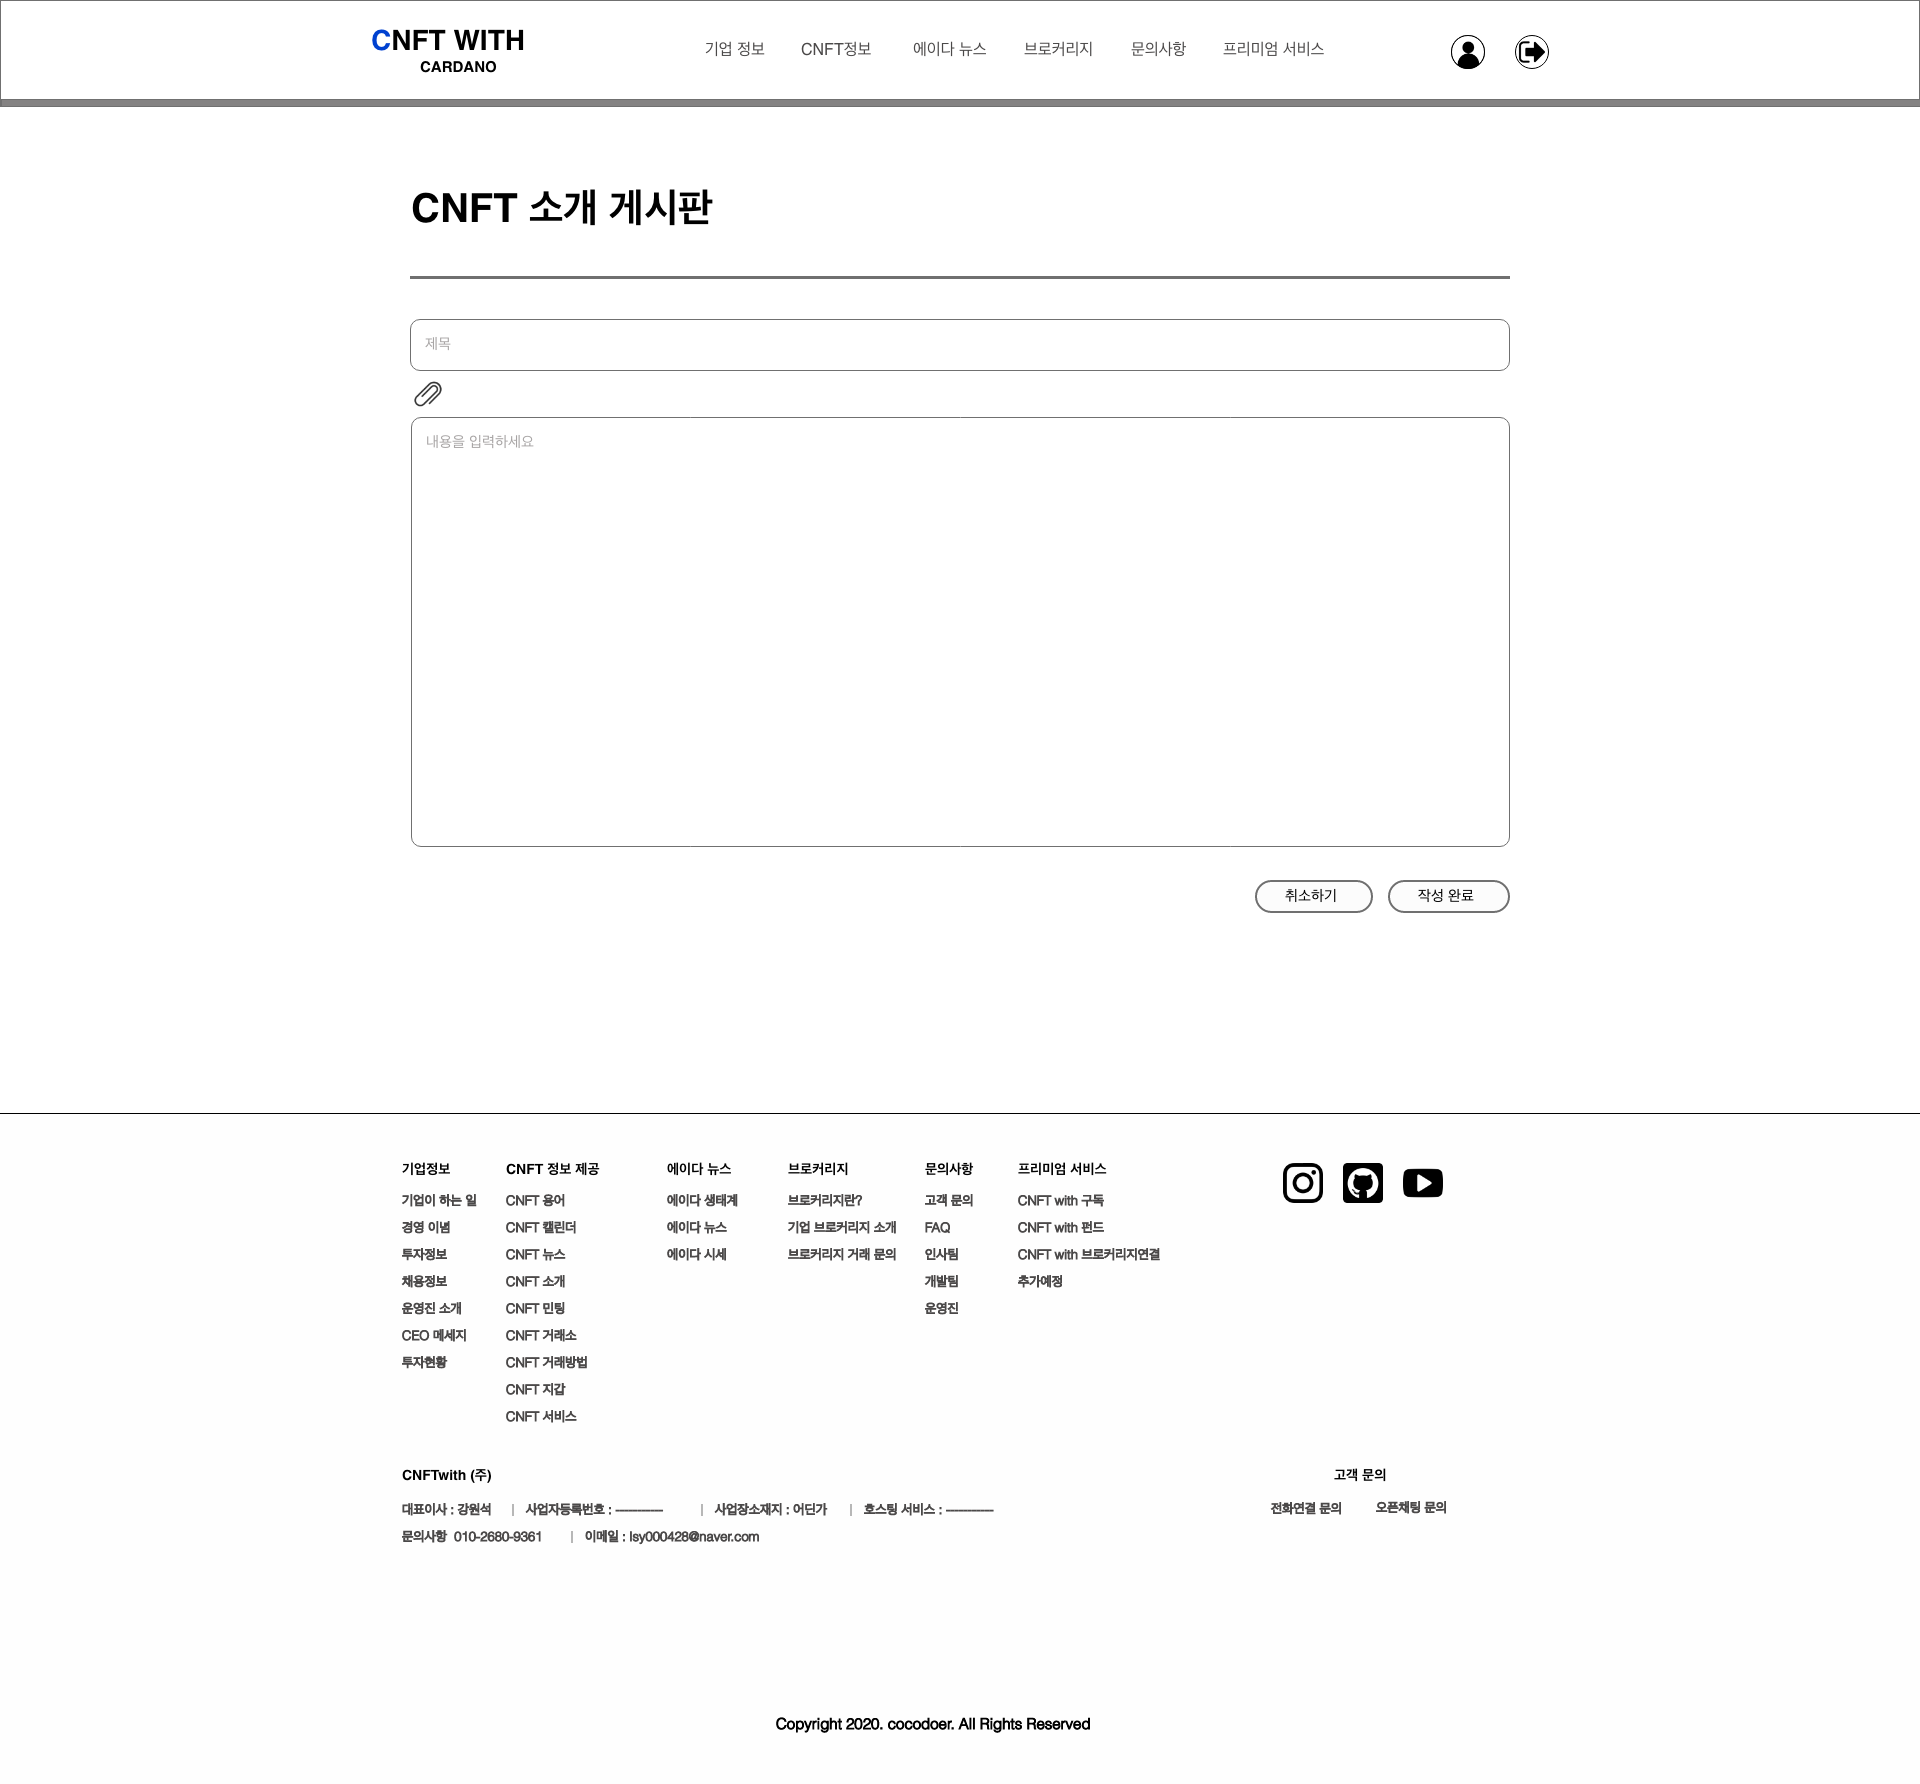 CNFT WITH
CARDANO
기업 정보 CNFT정보 에이다 뉴스 브로커리지 문의사항 프리미엄 서비스
CNFT 소개 게시판
제목
내용을 입력하세요
취소하기 작성 완료
기업정보 CNFT 정보 제공 에이다 뉴스 브로커리지 문의사항 프리미엄 서비스
기업이 하는 일 CNFT 용어 에이다 생태계 브로커리지란? 고객 문의 CNFT with 구독
경영 이념 CNFT 캘린더 에이다 뉴스 기업 브로커리지 소개 FAQ CNFT with 펀드
투자정보 CNFT 뉴스 에이다 시세 브로커리지 거래 문의 인사팀 CNFT with 브로커리지연결
채용정보 CNFT 소개 개발팀 추가예정
운영진 소개 CNFT 민팅 운영진
CEO 메세지 CNFT 거래소
투자현황 CNFT 거래방법
CNFT 지갑
CNFT 서비스
CNFTwith (주) 고객 문의
대표이사 : 강원석 | 사업자등록번호 : ----------- | 사업장소재지 : 어딘가 | 호스팅 서비스 : ----------- 전화연결 문의 오픈채팅 문의
문의사항 010-2680-9361 | 이메일 : lsy000428@naver.com
Copyright 2020. cocodoer. All Rights Reserved